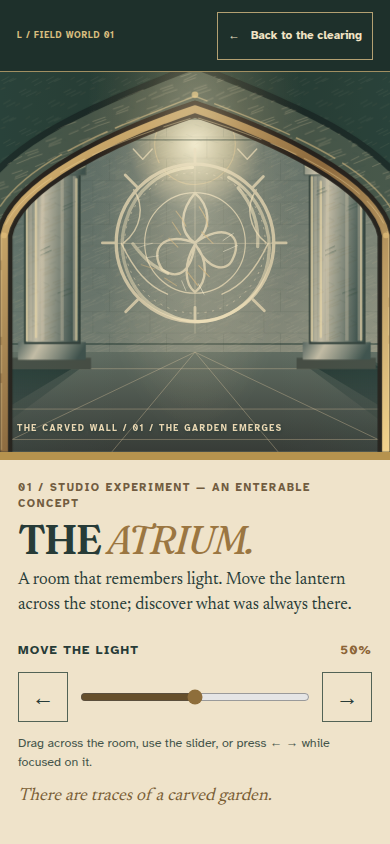 L / FIELD WORLD 01
← Back to the clearing
THE CARVED WALL / 01 / THE GARDEN EMERGES
01 / STUDIO EXPERIMENT — AN ENTERABLE
CONCEPT
THE ATRIUM.
A room that remembers light. Move the lantern
across the stone; discover what was always there.
MOVE THE LIGHT 50%
← →
Drag across the room, use the slider, or press ← → while
focused on it.
There are traces of a carved garden.